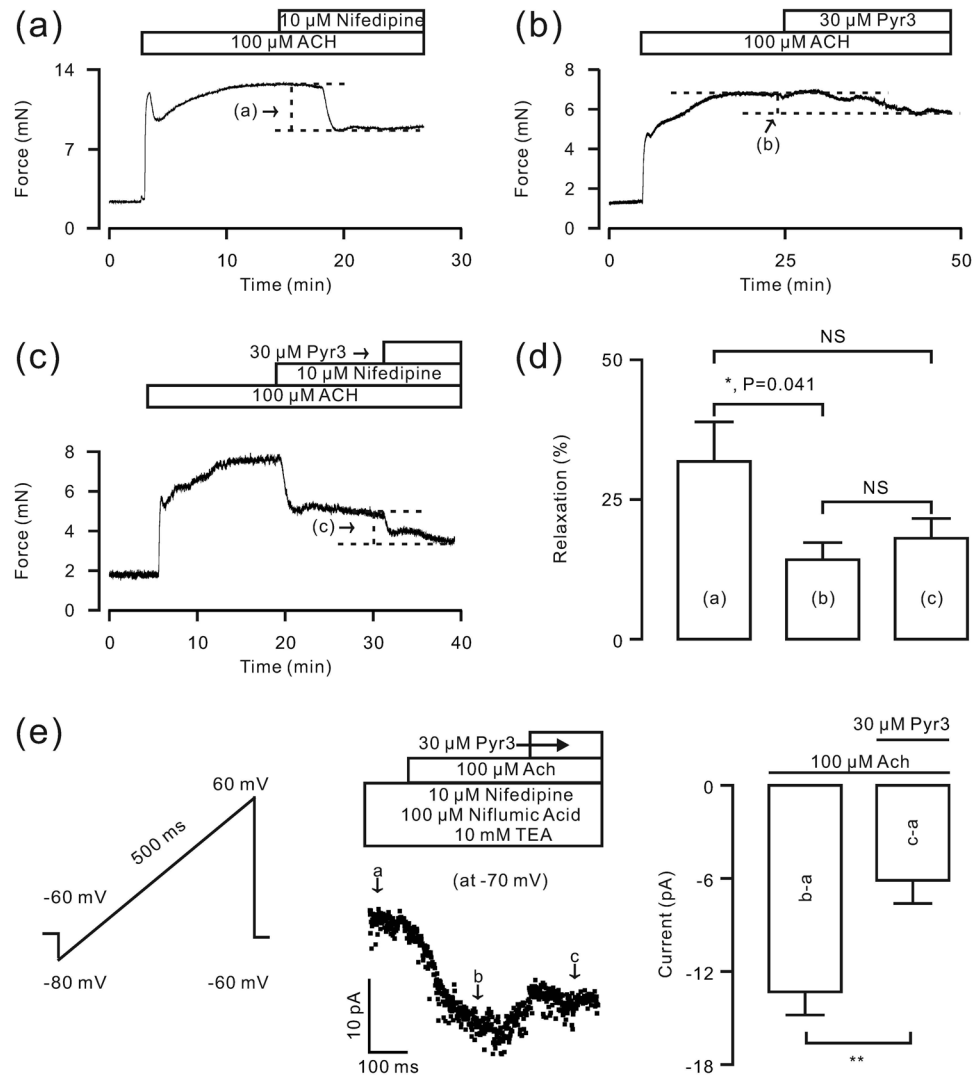 (a)
10 µM Nifedipine
100 µM ACH
14
7
0
Force (mN)
(a) →
0 10 20 30
Time (min)
(b)
30 µM Pyr3
100 µM ACH
8
6
4
2
0
Force (mN)
(b)
0 25 50
Time (min)
(c)
30 µM Pyr3 →
10 µM Nifedipine
100 µM ACH
8
6
4
2
0
Force (mN)
(c) →
0 10 20 30 40
Time (min)
(d)
50
25
0
Relaxation (%)
NS
*, P=0.041
NS
(a) (b) (c)
(e)
60 mV
500 ms
-60 mV
-80 mV
-60 mV
30 µM Pyr3
100 µM Ach
10 µM Nifedipine
100 µM Niflumic Acid
10 mM TEA
(at -70 mV)
a
b
c
10 pA
100 ms
30 µM Pyr3
100 µM Ach
0
-6
-12
-18
Current (pA)
b-a
c-a
**